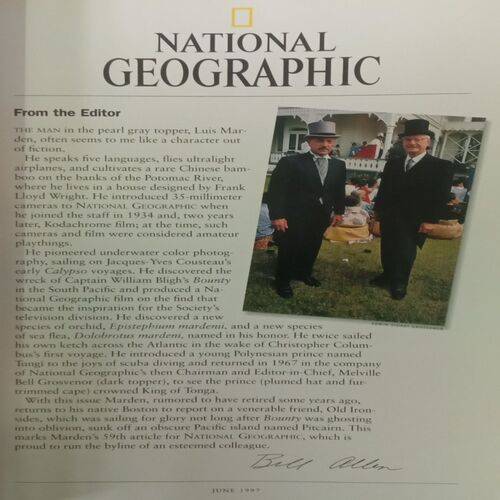 NATIONAL
GEOGRAPHIC
From the Editor
THE MAN in the pearl gray topper, Luis Mar-
den, often seems to me like a character out
of fiction.
He speaks five languages, flies ultralight
airplanes, and cultivates a rare Chinese bam-
boo on the banks of the Potomac River,
where he lives in a house designed by Frank
Lloyd Wright. He introduced 35-millimeter
cameras to NATIONAL GEOGRAPHIC when
he joined the staff in 1934 and, two years
later, Kodachrome film; at the time, such
cameras and film were considered amateur
playthings.
He pioneered underwater color photog-
raphy, sailing on Jacques-Yves Cousteau's
early Calypso voyages. He discovered the
wreck of Captain William Bligh's Bounty
in the South Pacific and produced a Na-
tional Geographic film on the find that
became the inspiration for the Society's
television division. He discovered a new
species of orchid, Epistephium mardenii, and a new species
of sea flea, Dolobrotus mardeni, named in his honor. He twice sailed
his own ketch across the Atlantic in the wake of Christopher Colum-
bus's first voyage. He introduced a young Polynesian prince named
Tungi to the joys of scuba diving and returned in 1967 in the company
of National Geographic's then Chairman and Editor-in-Chief, Melville
Bell Grosvenor (dark topper), to see the prince (plumed hat and fur-
trimmed cape) crowned King of Tonga.
With this issue Marden, rumored to have retired some years ago,
returns to his native Boston to report on a venerable friend, Old Iron-
sides, which was sailing for glory not long after Bounty was ghosting
into oblivion, sunk off an obscure Pacific island named Pitcairn. This
marks Marden's 59th article for NATIONAL GEOGRAPHIC, which is
proud to run the byline of an esteemed colleague.
Bill Allen
JUNE 1997